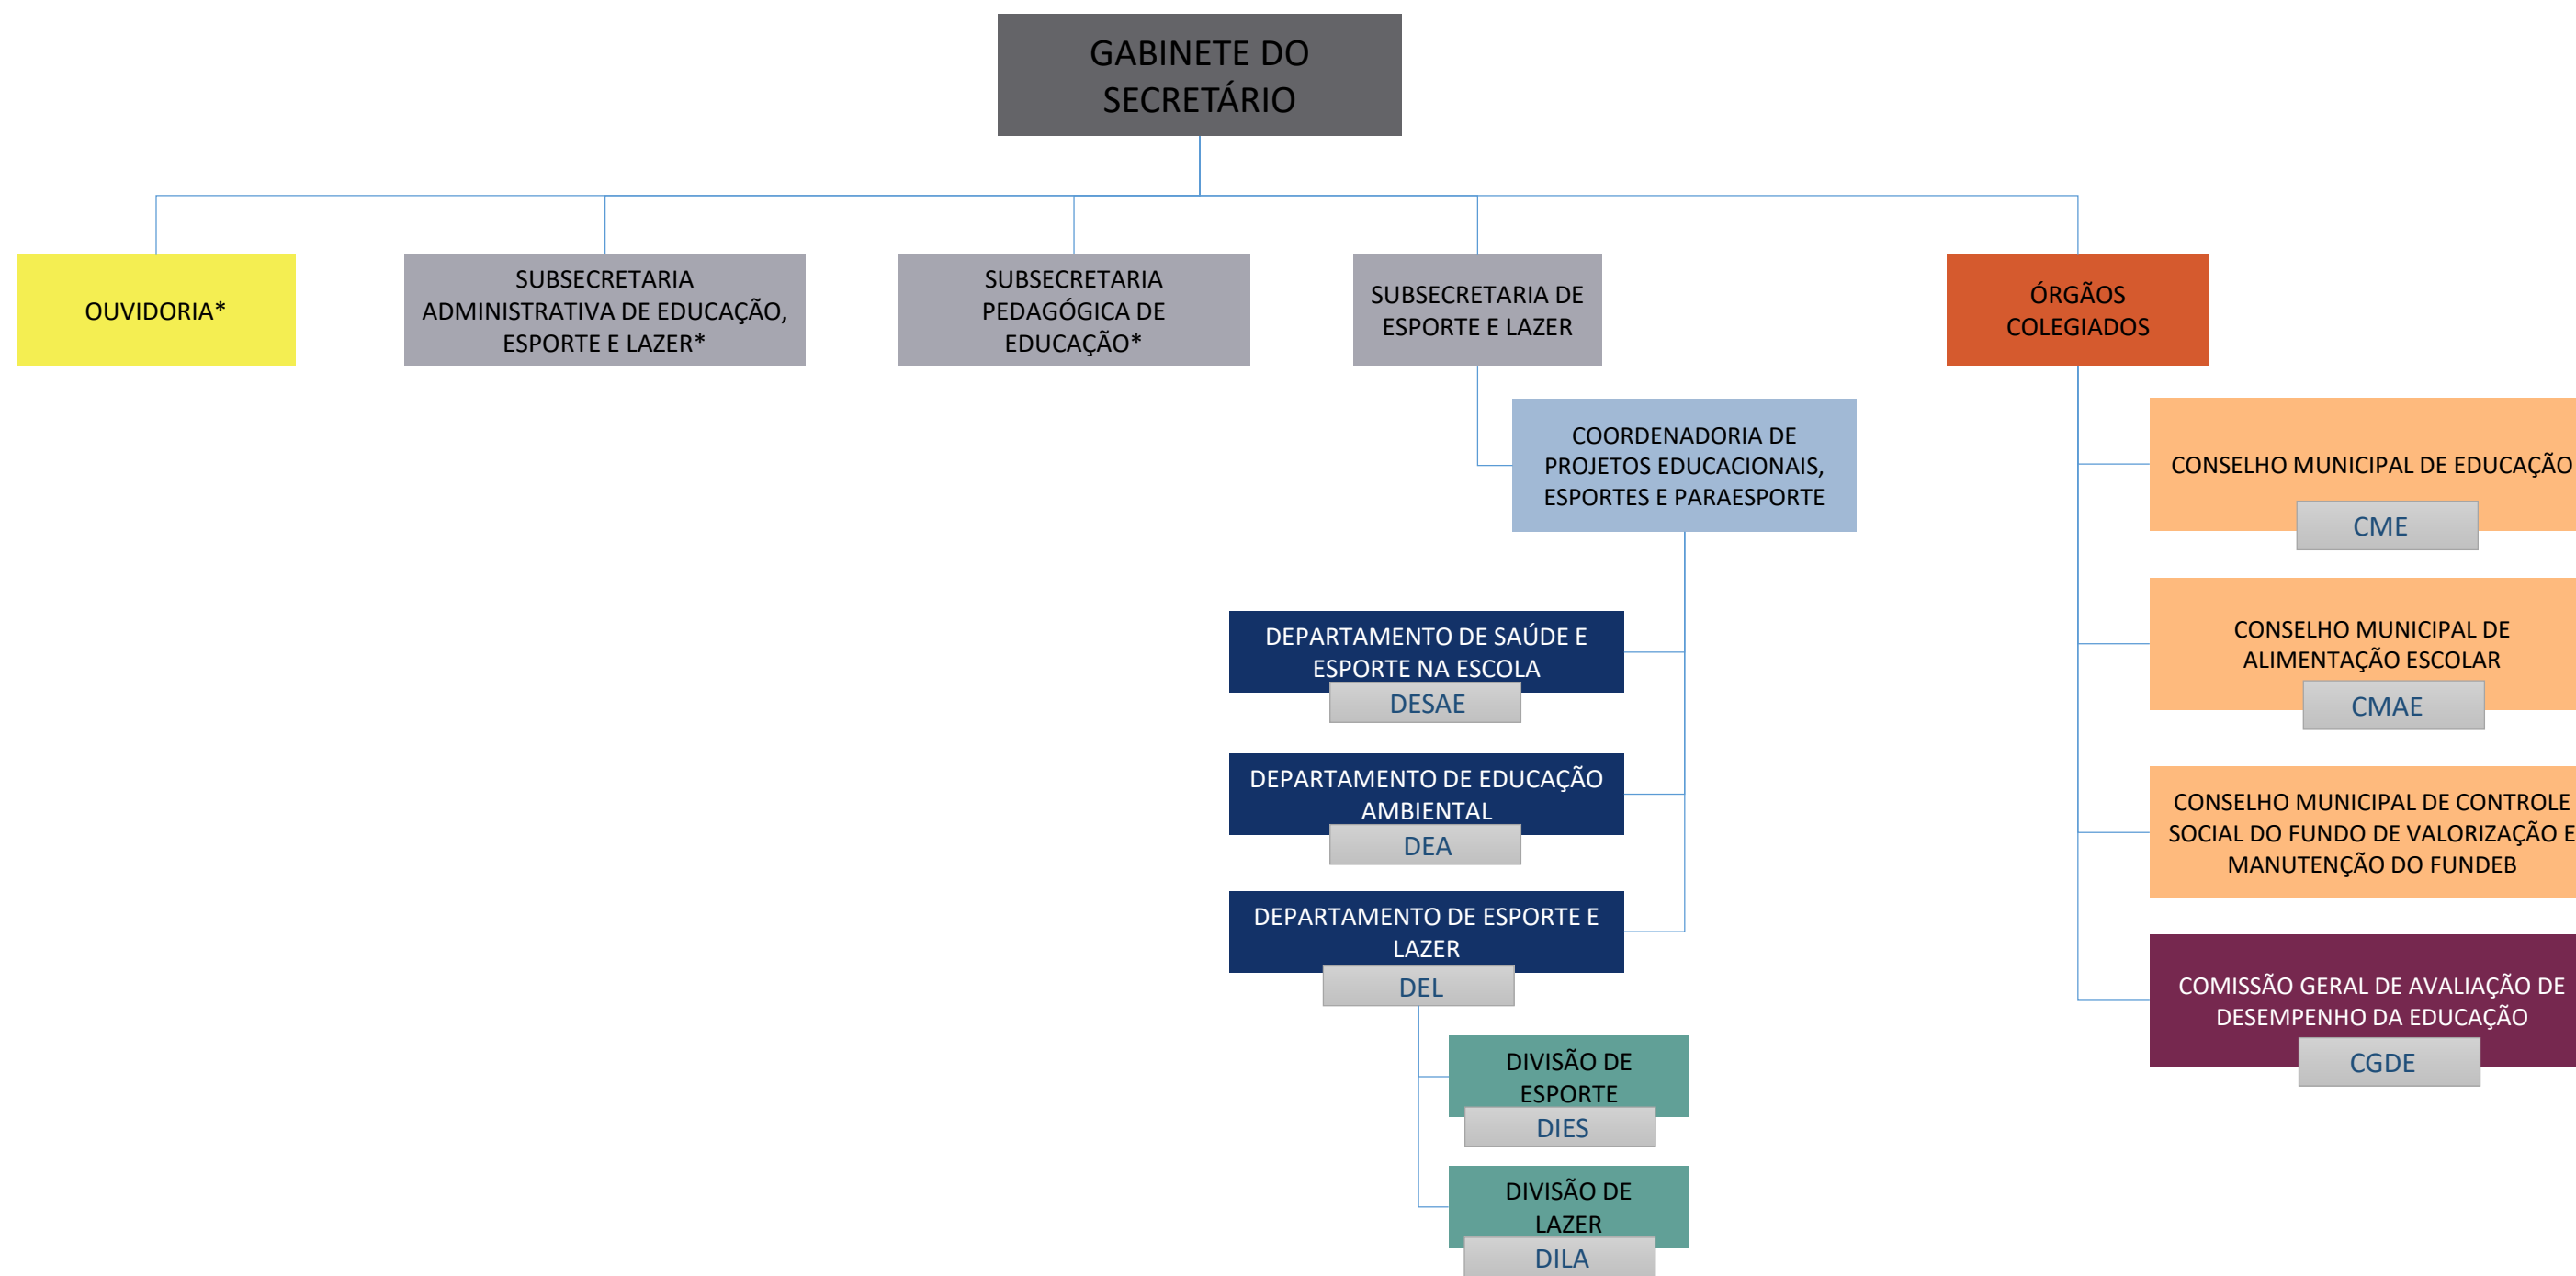 GABINETE DO
SECRETÁRIO
OUVIDORIA*
SUBSECRETARIA
ADMINISTRATIVA DE EDUCAÇÃO,
ESPORTE E LAZER*
SUBSECRETARIA
PEDAGÓGICA DE
EDUCAÇÃO*
SUBSECRETARIA DE
ESPORTE E LAZER
ÓRGÃOS
COLEGIADOS
COORDENADORIA DE
PROJETOS EDUCACIONAIS,
ESPORTES E PARAESPORTE
DEPARTAMENTO DE SAÚDE E
ESPORTE NA ESCOLA
DESAE
DEPARTAMENTO DE EDUCAÇÃO
AMBIENTAL
DEA
DEPARTAMENTO DE ESPORTE E
LAZER
DEL
DIVISÃO DE
ESPORTE
DIES
DIVISÃO DE
LAZER
DILA
CONSELHO MUNICIPAL DE EDUCAÇÃO
CME
CONSELHO MUNICIPAL DE
ALIMENTAÇÃO ESCOLAR
CMAE
CONSELHO MUNICIPAL DE CONTROLE
SOCIAL DO FUNDO DE VALORIZAÇÃO E
MANUTENÇÃO DO FUNDEB
COMISSÃO GERAL DE AVALIAÇÃO DE
DESEMPENHO DA EDUCAÇÃO
CGDE